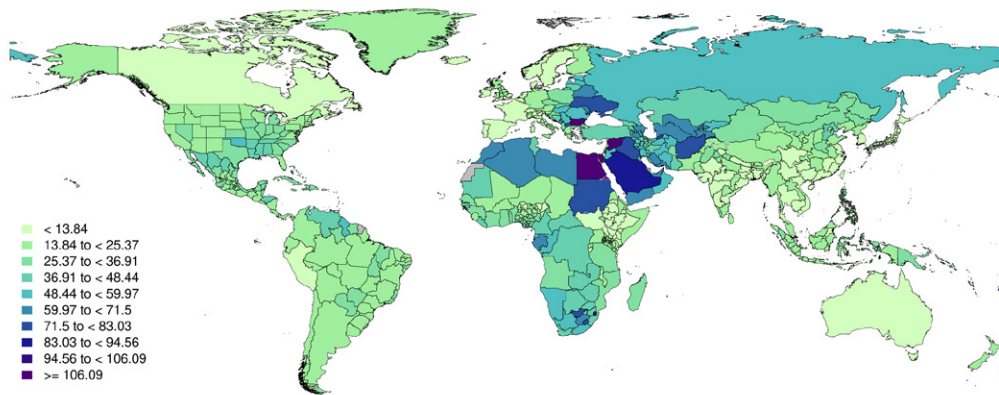 < 13.84
13.84 to < 25.37
25.37 to < 36.91
36.91 to < 48.44
48.44 to < 59.97
59.97 to < 71.5
71.5 to < 83.03
83.03 to < 94.56
94.56 to < 106.09
>= 106.09